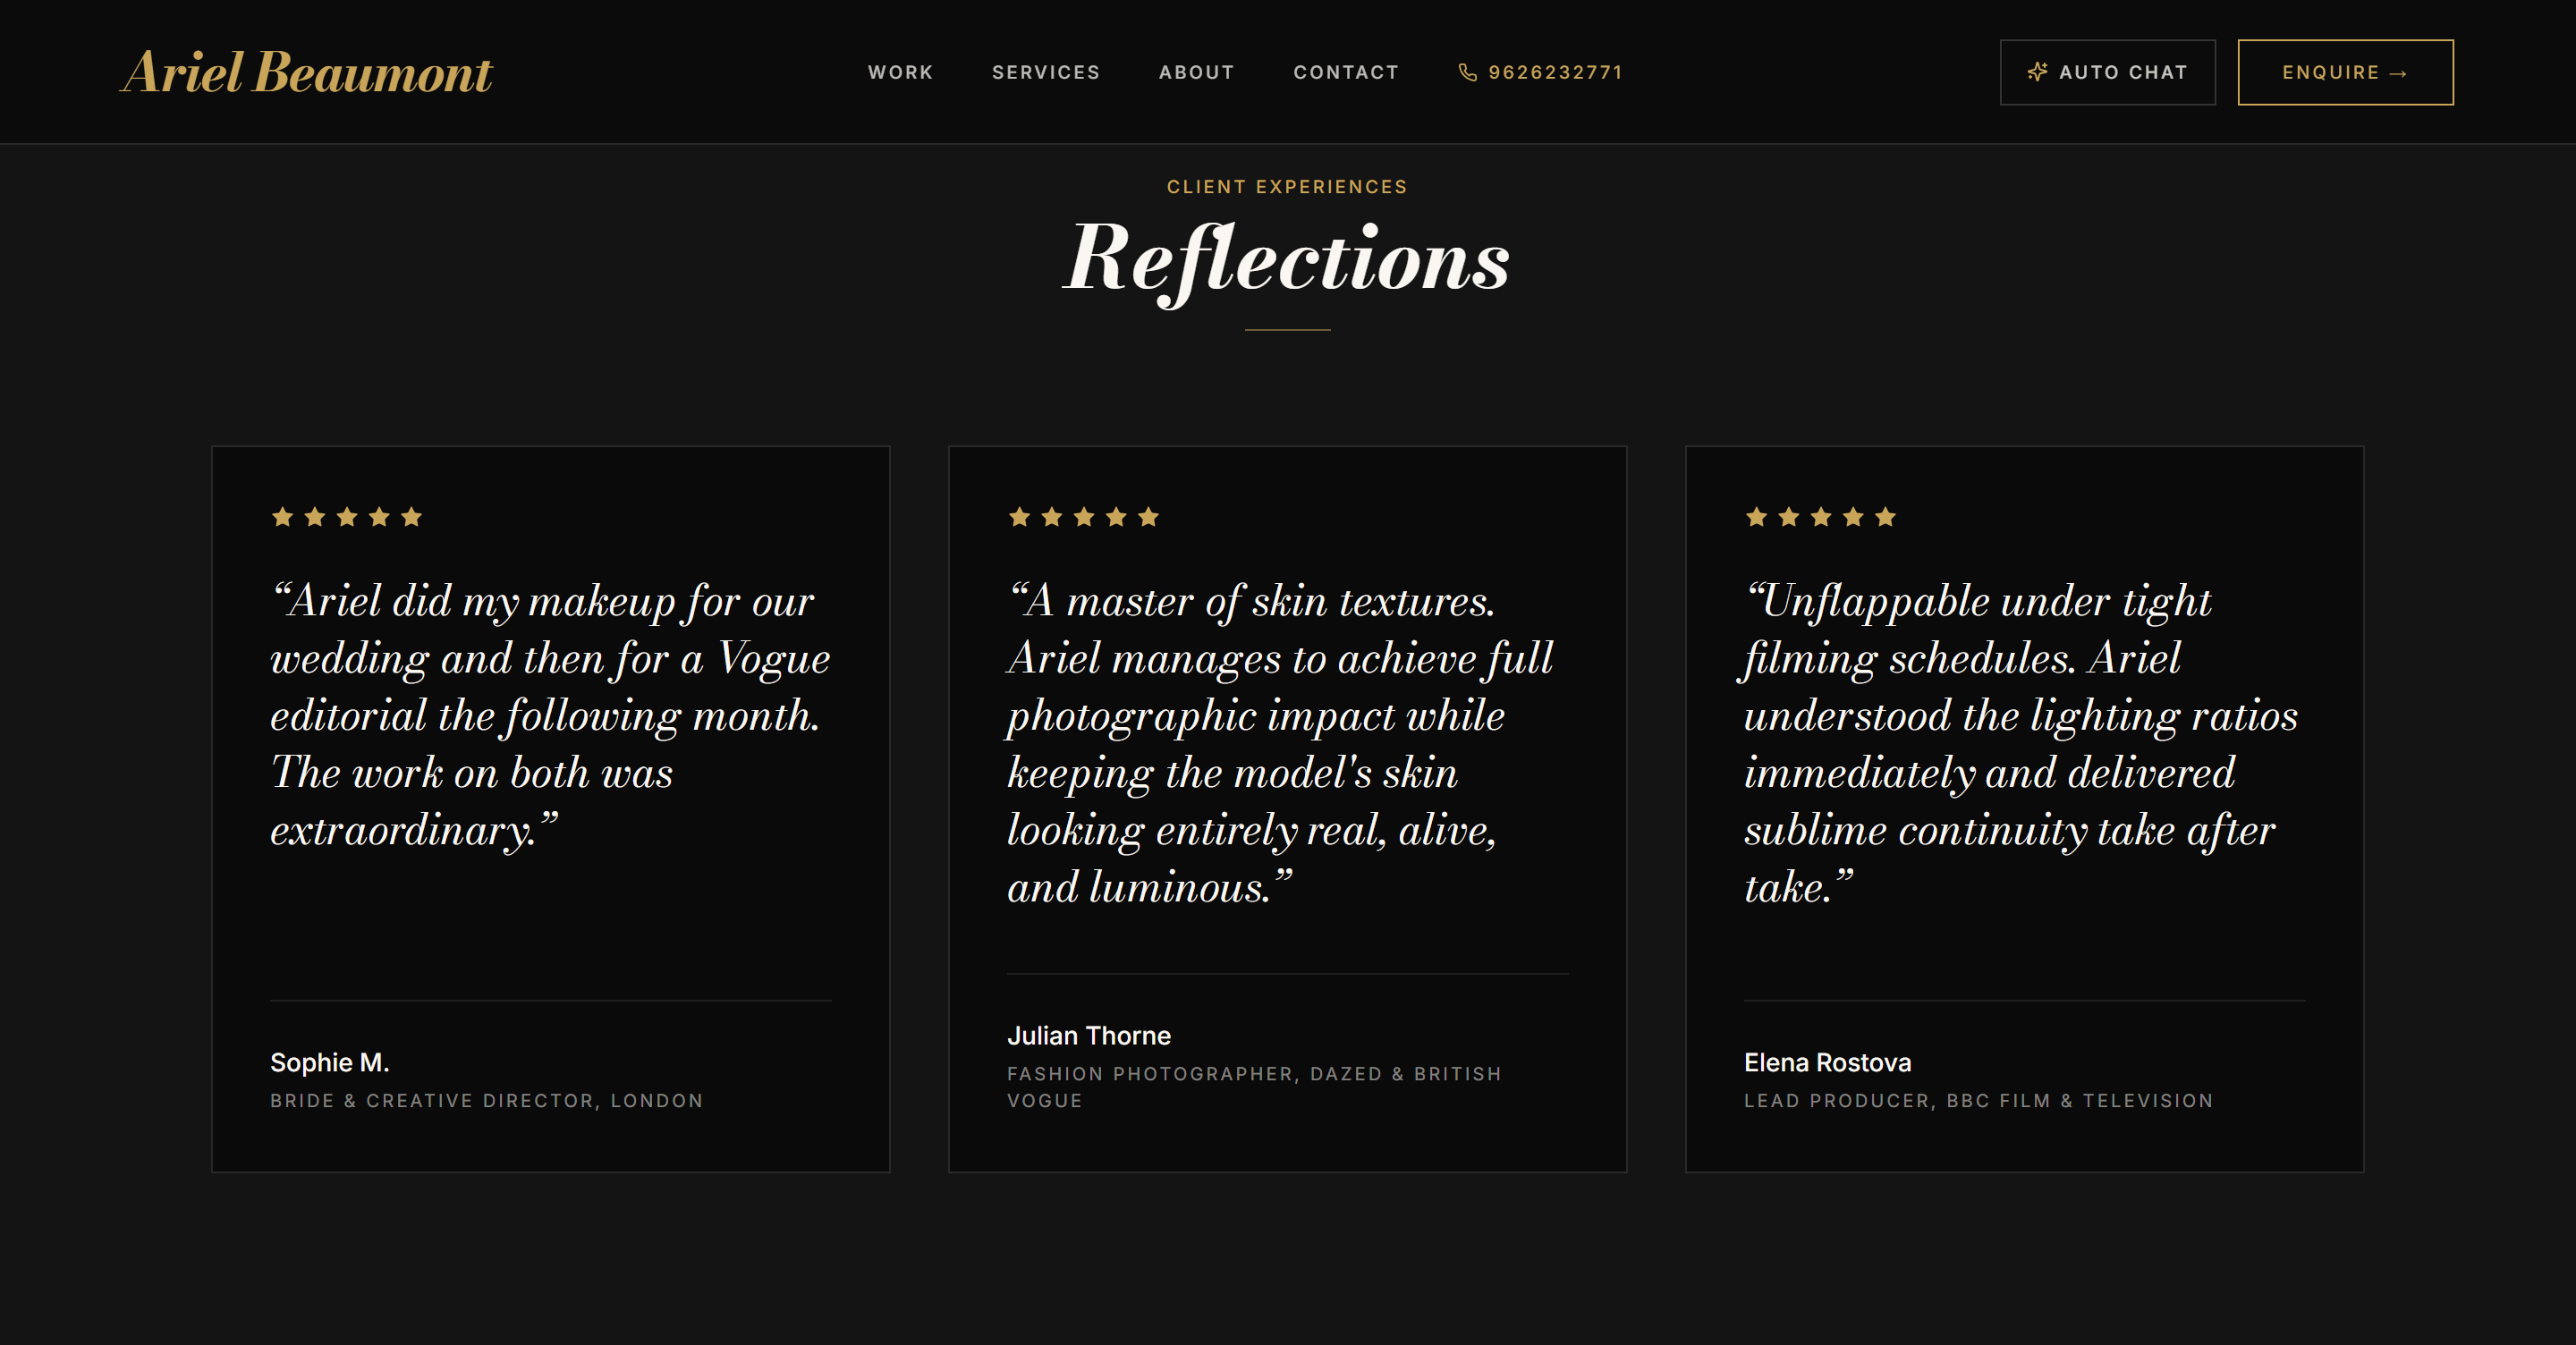 Ariel Beaumont
WORK
SERVICES
ABOUT
CONTACT
9626232771
AUTO CHAT
ENQUIRE →
CLIENT EXPERIENCES
Reflections
“Ariel did my makeup for our
wedding and then for a Vogue
editorial the following month.
The work on both was
extraordinary.”
Sophie M.
BRIDE & CREATIVE DIRECTOR, LONDON
“A master of skin textures.
Ariel manages to achieve full
photographic impact while
keeping the model's skin
looking entirely real, alive,
and luminous.”
Julian Thorne
FASHION PHOTOGRAPHER, DAZED & BRITISH
VOGUE
“Unflappable under tight
filming schedules. Ariel
understood the lighting ratios
immediately and delivered
sublime continuity take after
take.”
Elena Rostova
LEAD PRODUCER, BBC FILM & TELEVISION